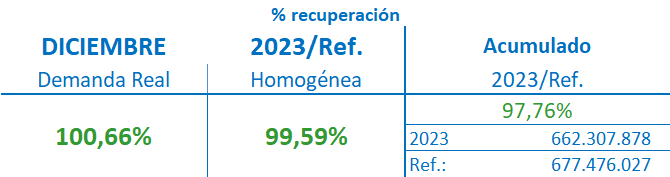 % recuperación
DICIEMBRE 2023/Ref. Acumulado
Demanda Real Homogénea 2023/Ref.
97,76%
100,66% 99,59%
2023 662.307.878
Ref.: 677.476.027